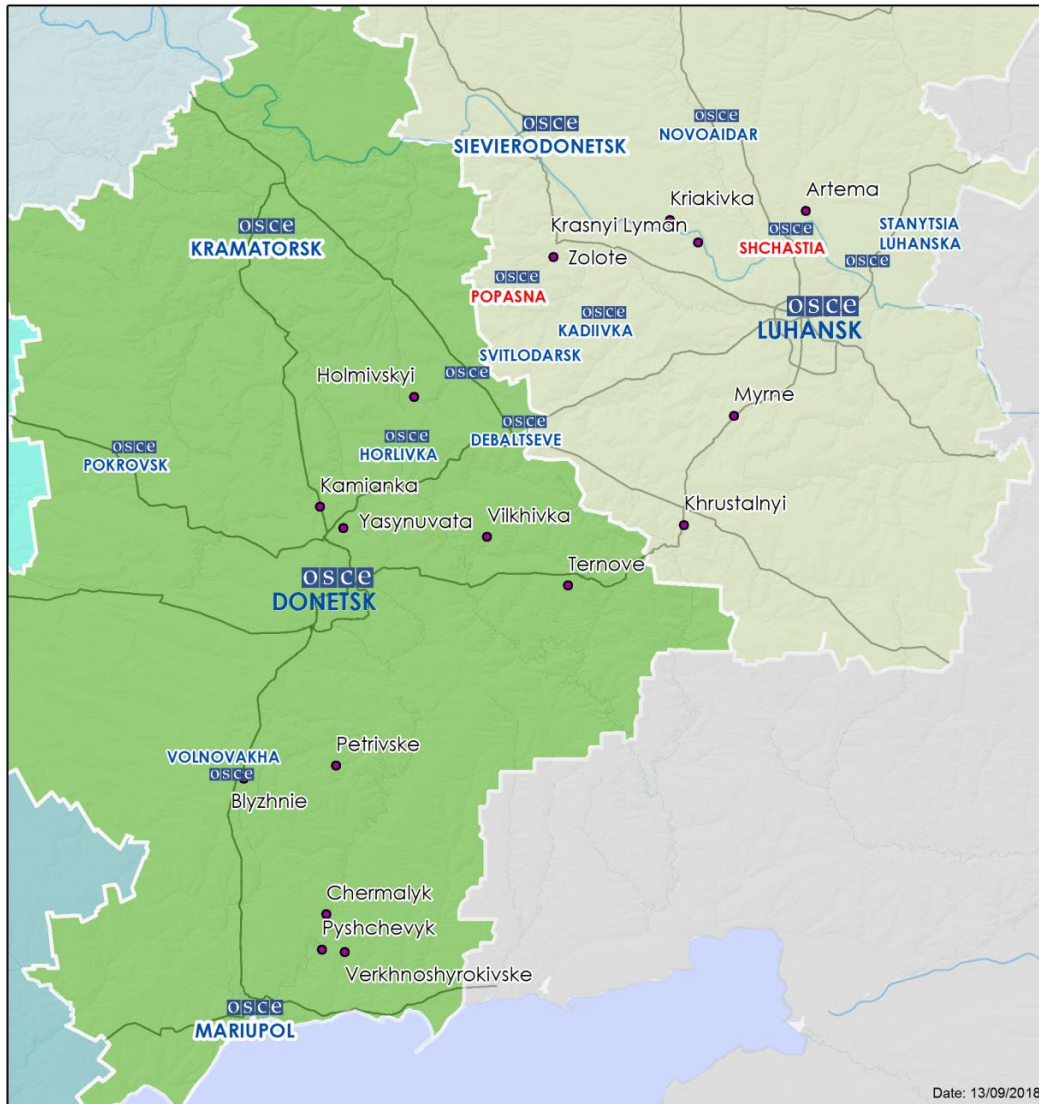 osce
SIEVIERODONETSK
osce
NOVOAIDAR
Kriakivka
Artema
osce
KRAMATORSK
Krasnyi Lyman
osce
SHCHASTIA
STANYTSIA
LUHANSKA
osce
Zolote
osce
POPASNA
osce
KADIIVKA
osce
LUHANSK
SVITLODARSK
osce
Holmivskyi
Myrne
osce
DEBALTSEVE
osce
HORLIVKA
osce
POKROVSK
Kamianka
Yasynuvata
Vilkhivka
Khrustalnyi
Ternove
osce
DONETSK
Petrivske
VOLNOVAKHA
osce
Blyzhnie
Chermalyk
Pyshchevyk
Verkhnoshyrokivske
osce
MARIUPOL
Date: 13/09/2018